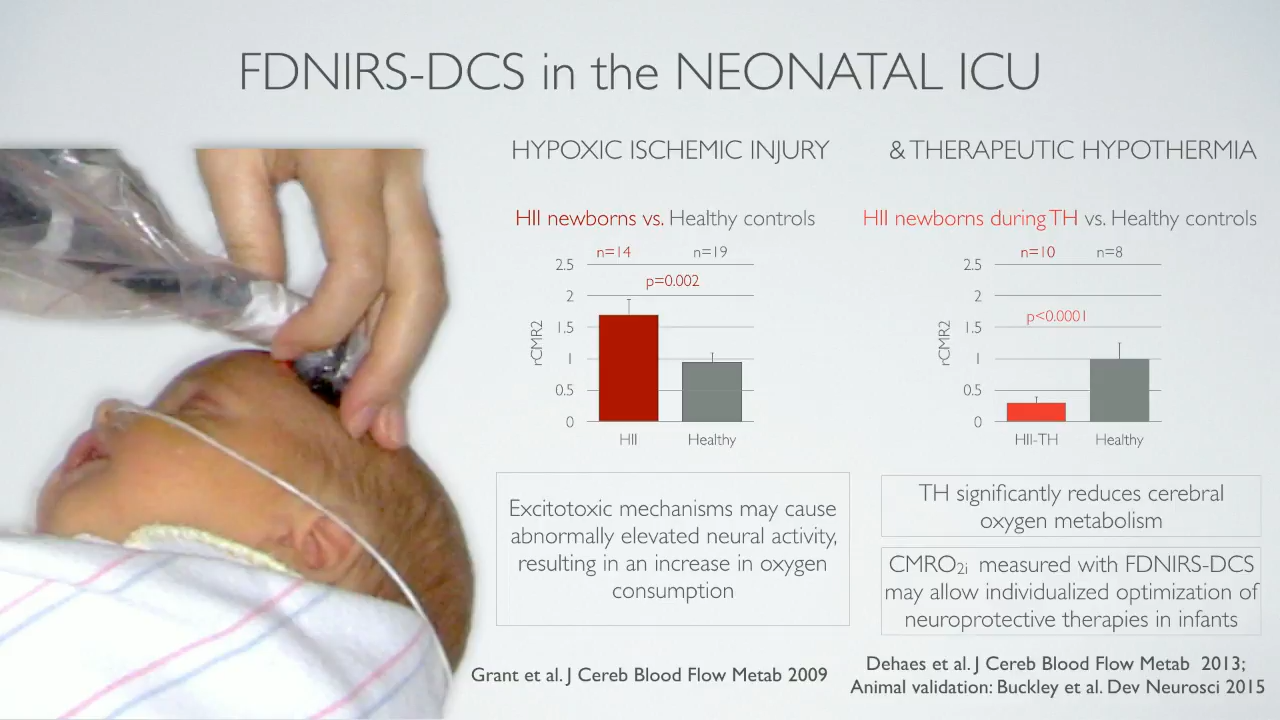 FDNIRS-DCS in the NEONATAL ICU
HYPOXIC ISCHEMIC INJURY
HII newborns vs. Healthy controls
n=14 n=19
p=0.002
rCMR2
2.5
2
1.5
1
0.5
0
HII Healthy
Excitotoxic mechanisms may cause
abnormally elevated neural activity,
resulting in an increase in oxygen
consumption
Grant et al. J Cereb Blood Flow Metab 2009
& THERAPEUTIC HYPOTHERMIA
HII newborns during TH vs. Healthy controls
n=10 n=8
p<0.0001
rCMR2
2.5
2
1.5
1
0.5
0
HII-TH Healthy
TH significantly reduces cerebral
oxygen metabolism
CMRO2i measured with FDNIRS-DCS
may allow individualized optimization of
neuroprotective therapies in infants
Dehaes et al. J Cereb Blood Flow Metab 2013;
Animal validation: Buckley et al. Dev Neurosci 2015